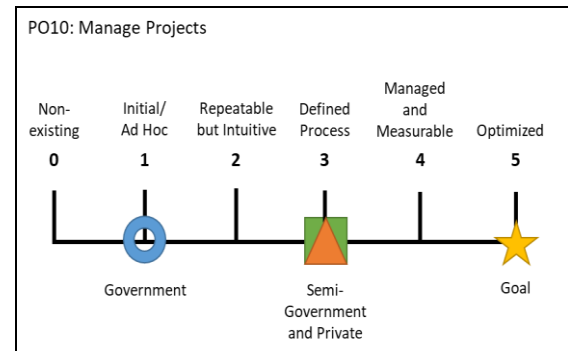 PO10: Manage Projects
Non-
existing
0
Initial/
Ad Hoc
1
Repeatable
but Intuitive
2
Defined
Process
3
Managed
and
Measurable
4
Optimized
5
Government
Semi-
Government
and Private
Goal